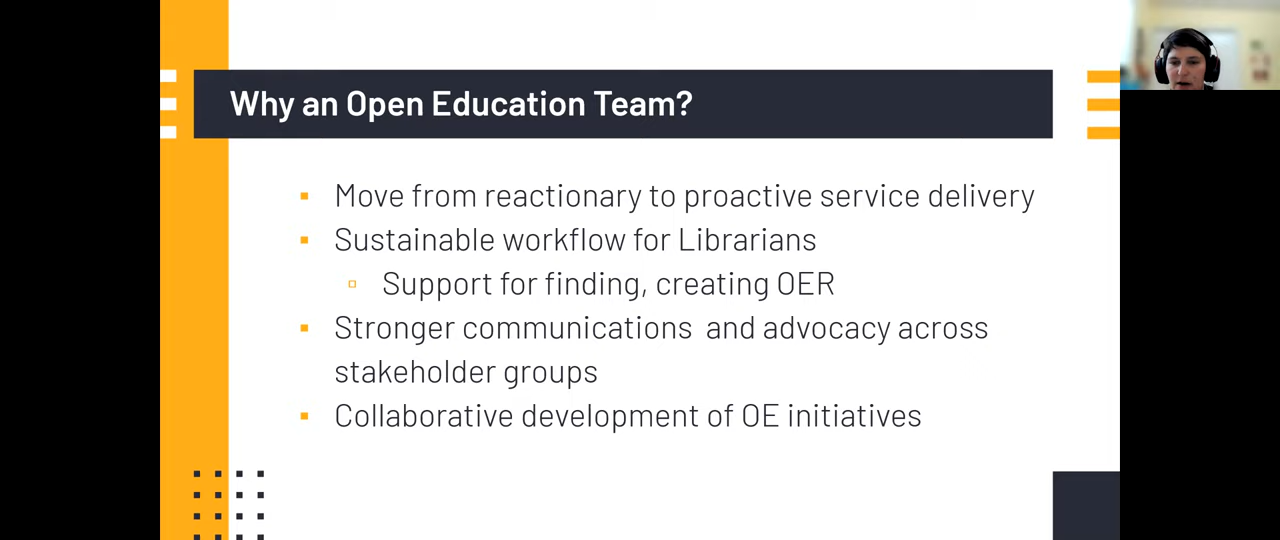 Why an Open Education Team?
Move from reactionary to proactive service delivery
Sustainable workflow for Librarians
Support for finding, creating OER
Stronger communications  and advocacy across
stakeholder groups
Collaborative development of OE initiatives